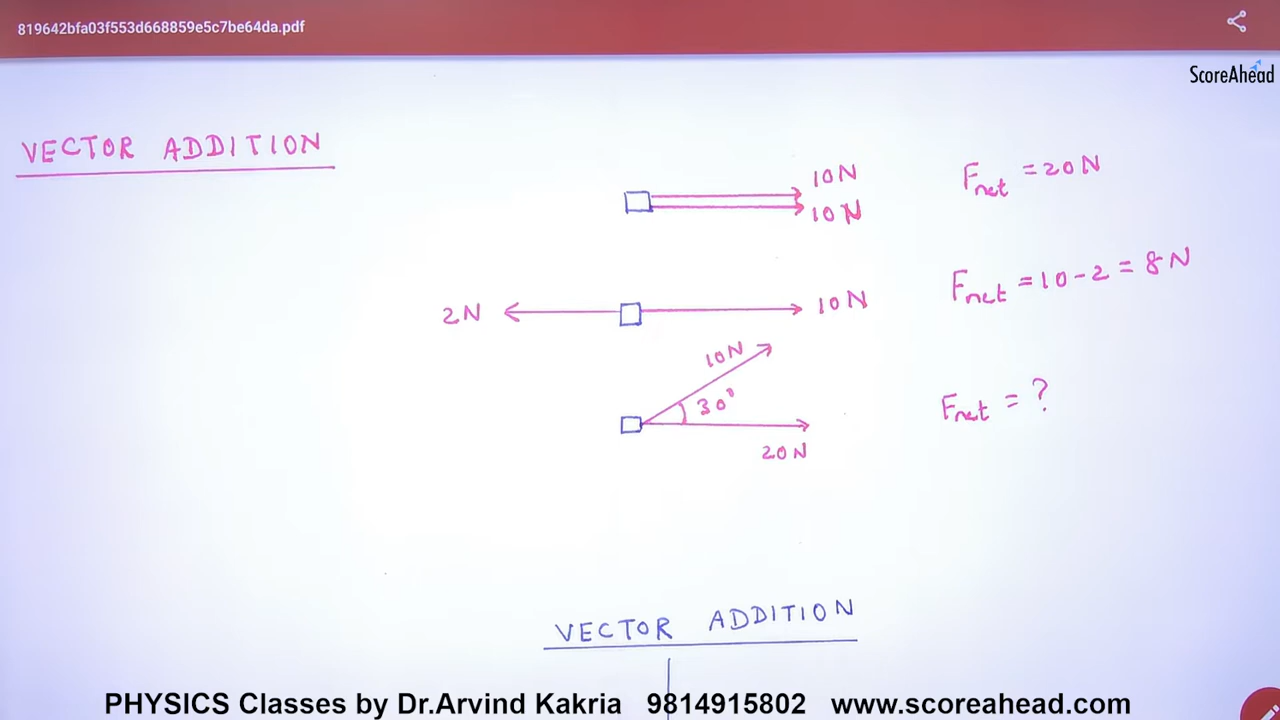 819642bfa03f553d668859e5c7be64da.pdf
ScoreAhead
VECTOR ADDITION
10N
10N
Fnet = 20N
2N
10N
Fnet = 10-2 = 8N
10N
30°
20N
Fnet = ?
VECTOR ADDITION
PHYSICS Classes by Dr.Arvind Kakria 9814915802 www.scoreahead.com